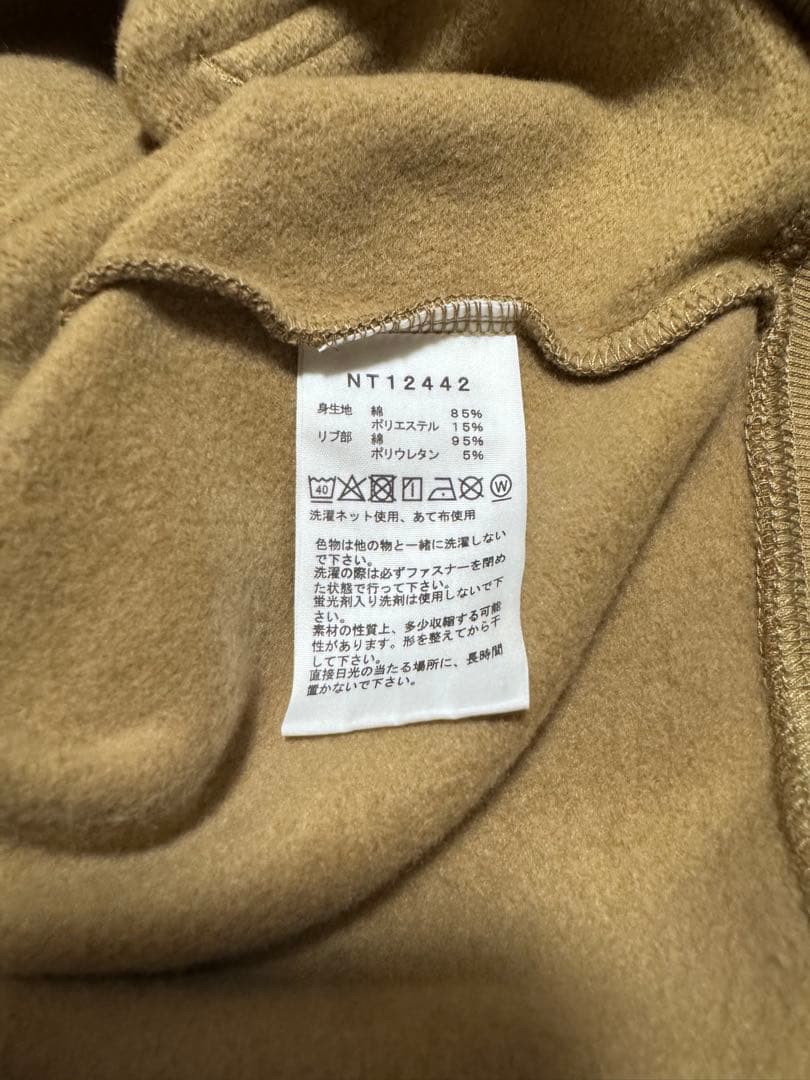 NT12442
身生地 綿 85%
ポリエステル 15%
リブ部 綿 95%
ポリウレタン 5%
40 W
洗濯ネット使用、あて布使用
色物は他の物と一緒に洗濯しない
で下さい。
洗濯の際は必ずファスナーを閉め
た状態で行って下さい。
蛍光剤入り洗剤は使用しないで下
さい。
素材の性質上、多少収縮する可能
性があります。形を整えてから干
して下さい。
直接日光の当たる場所に、長時間
置かないで下さい。